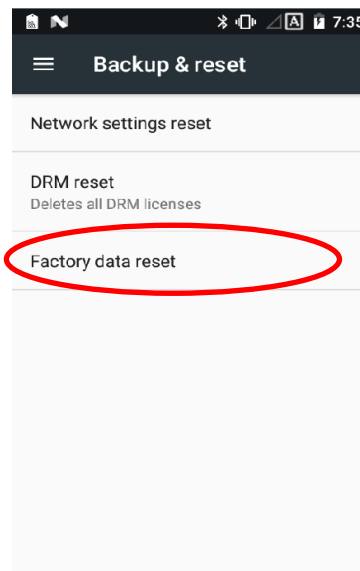 A 7:35
Backup & reset
Network settings reset
DRM reset
Deletes all DRM licenses
Factory data reset